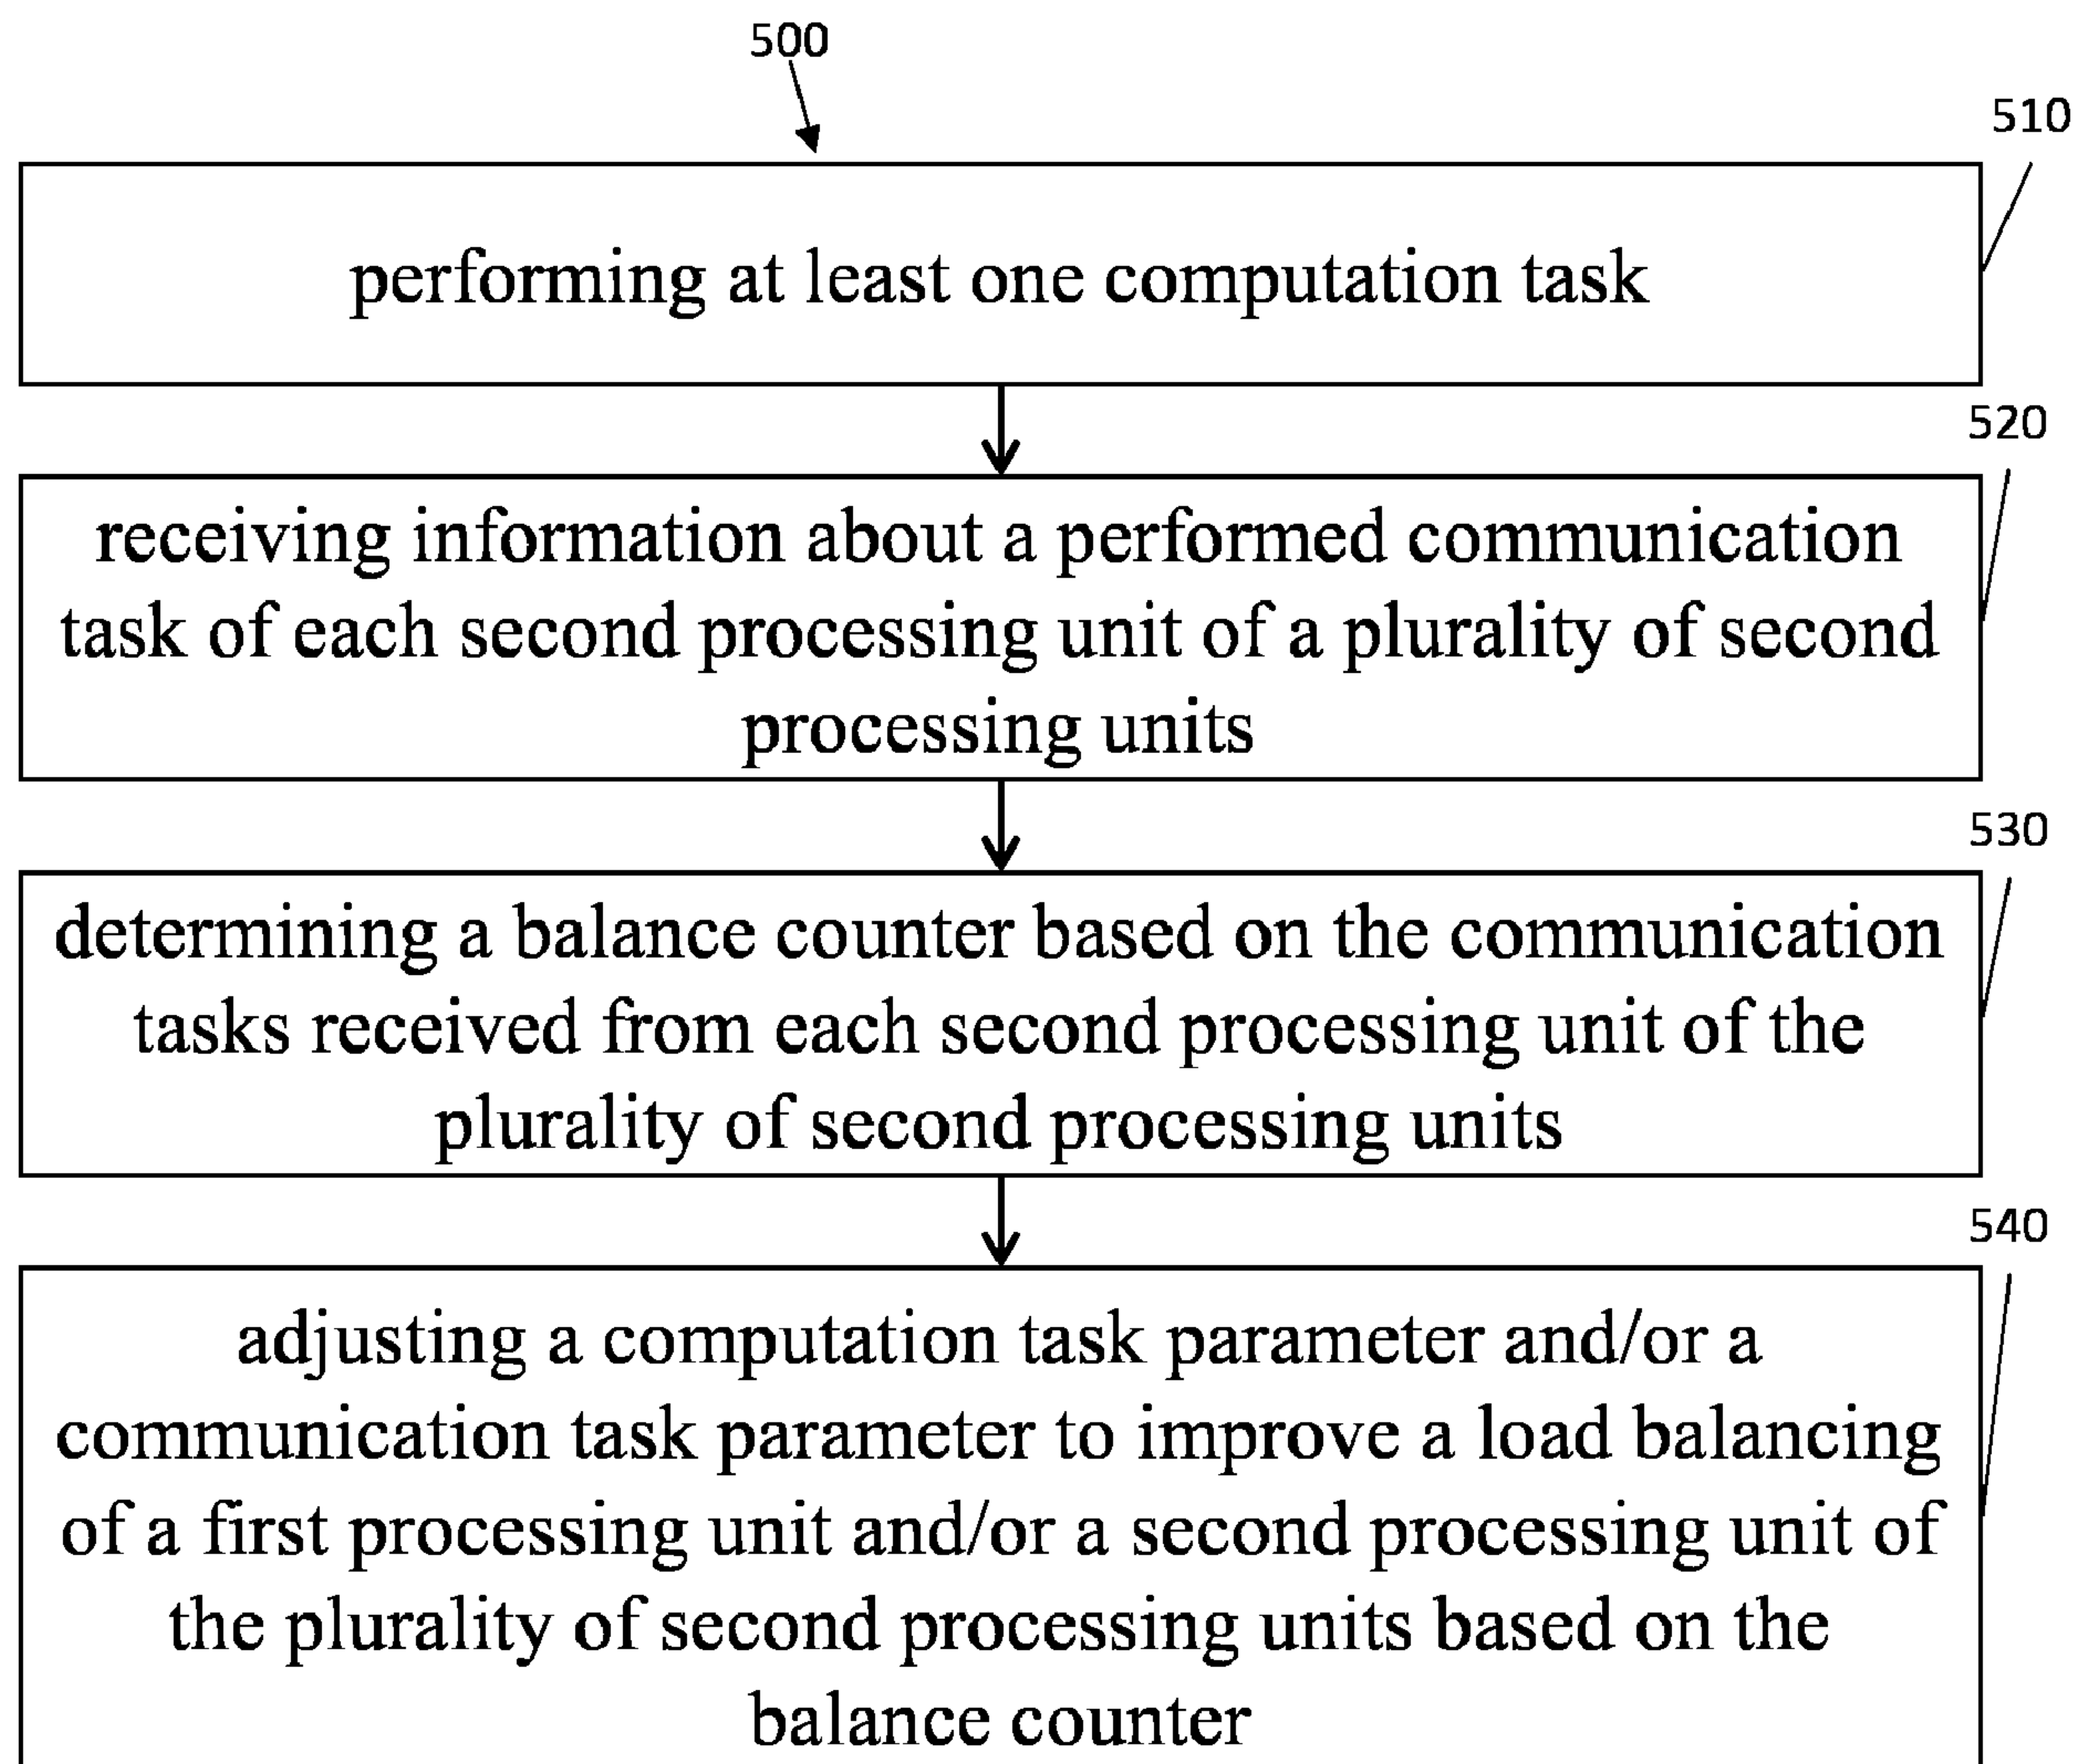 500
510
performing at least one computation task
520
receiving information about a performed communication
task of each second processing unit of a plurality of second
processing units
530
determining a balance counter based on the communication
tasks received from each second processing unit of the
plurality of second processing units
540
adjusting a computation task parameter and/or a
communication task parameter to improve a load balancing
of a first processing unit and/or a second processing unit of
the plurality of second processing units based on the
balance counter